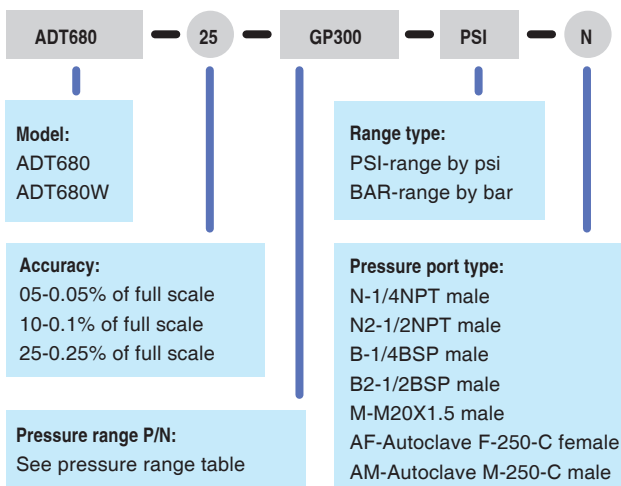 ADT680 25 GP300 PSI N
Model:
ADT680
ADT680W
Range type:
PSI-range by psi
BAR-range by bar
Accuracy:
05-0.05% of full scale
10-0.1% of full scale
25-0.25% of full scale
Pressure port type:
N-1/4NPT male
N2-1/2NPT male
B-1/4BSP male
B2-1/2BSP male
M-M20X1.5 male
AF-Autoclave F-250-C female
AM-Autoclave M-250-C male
Pressure range P/N:
See pressure range table